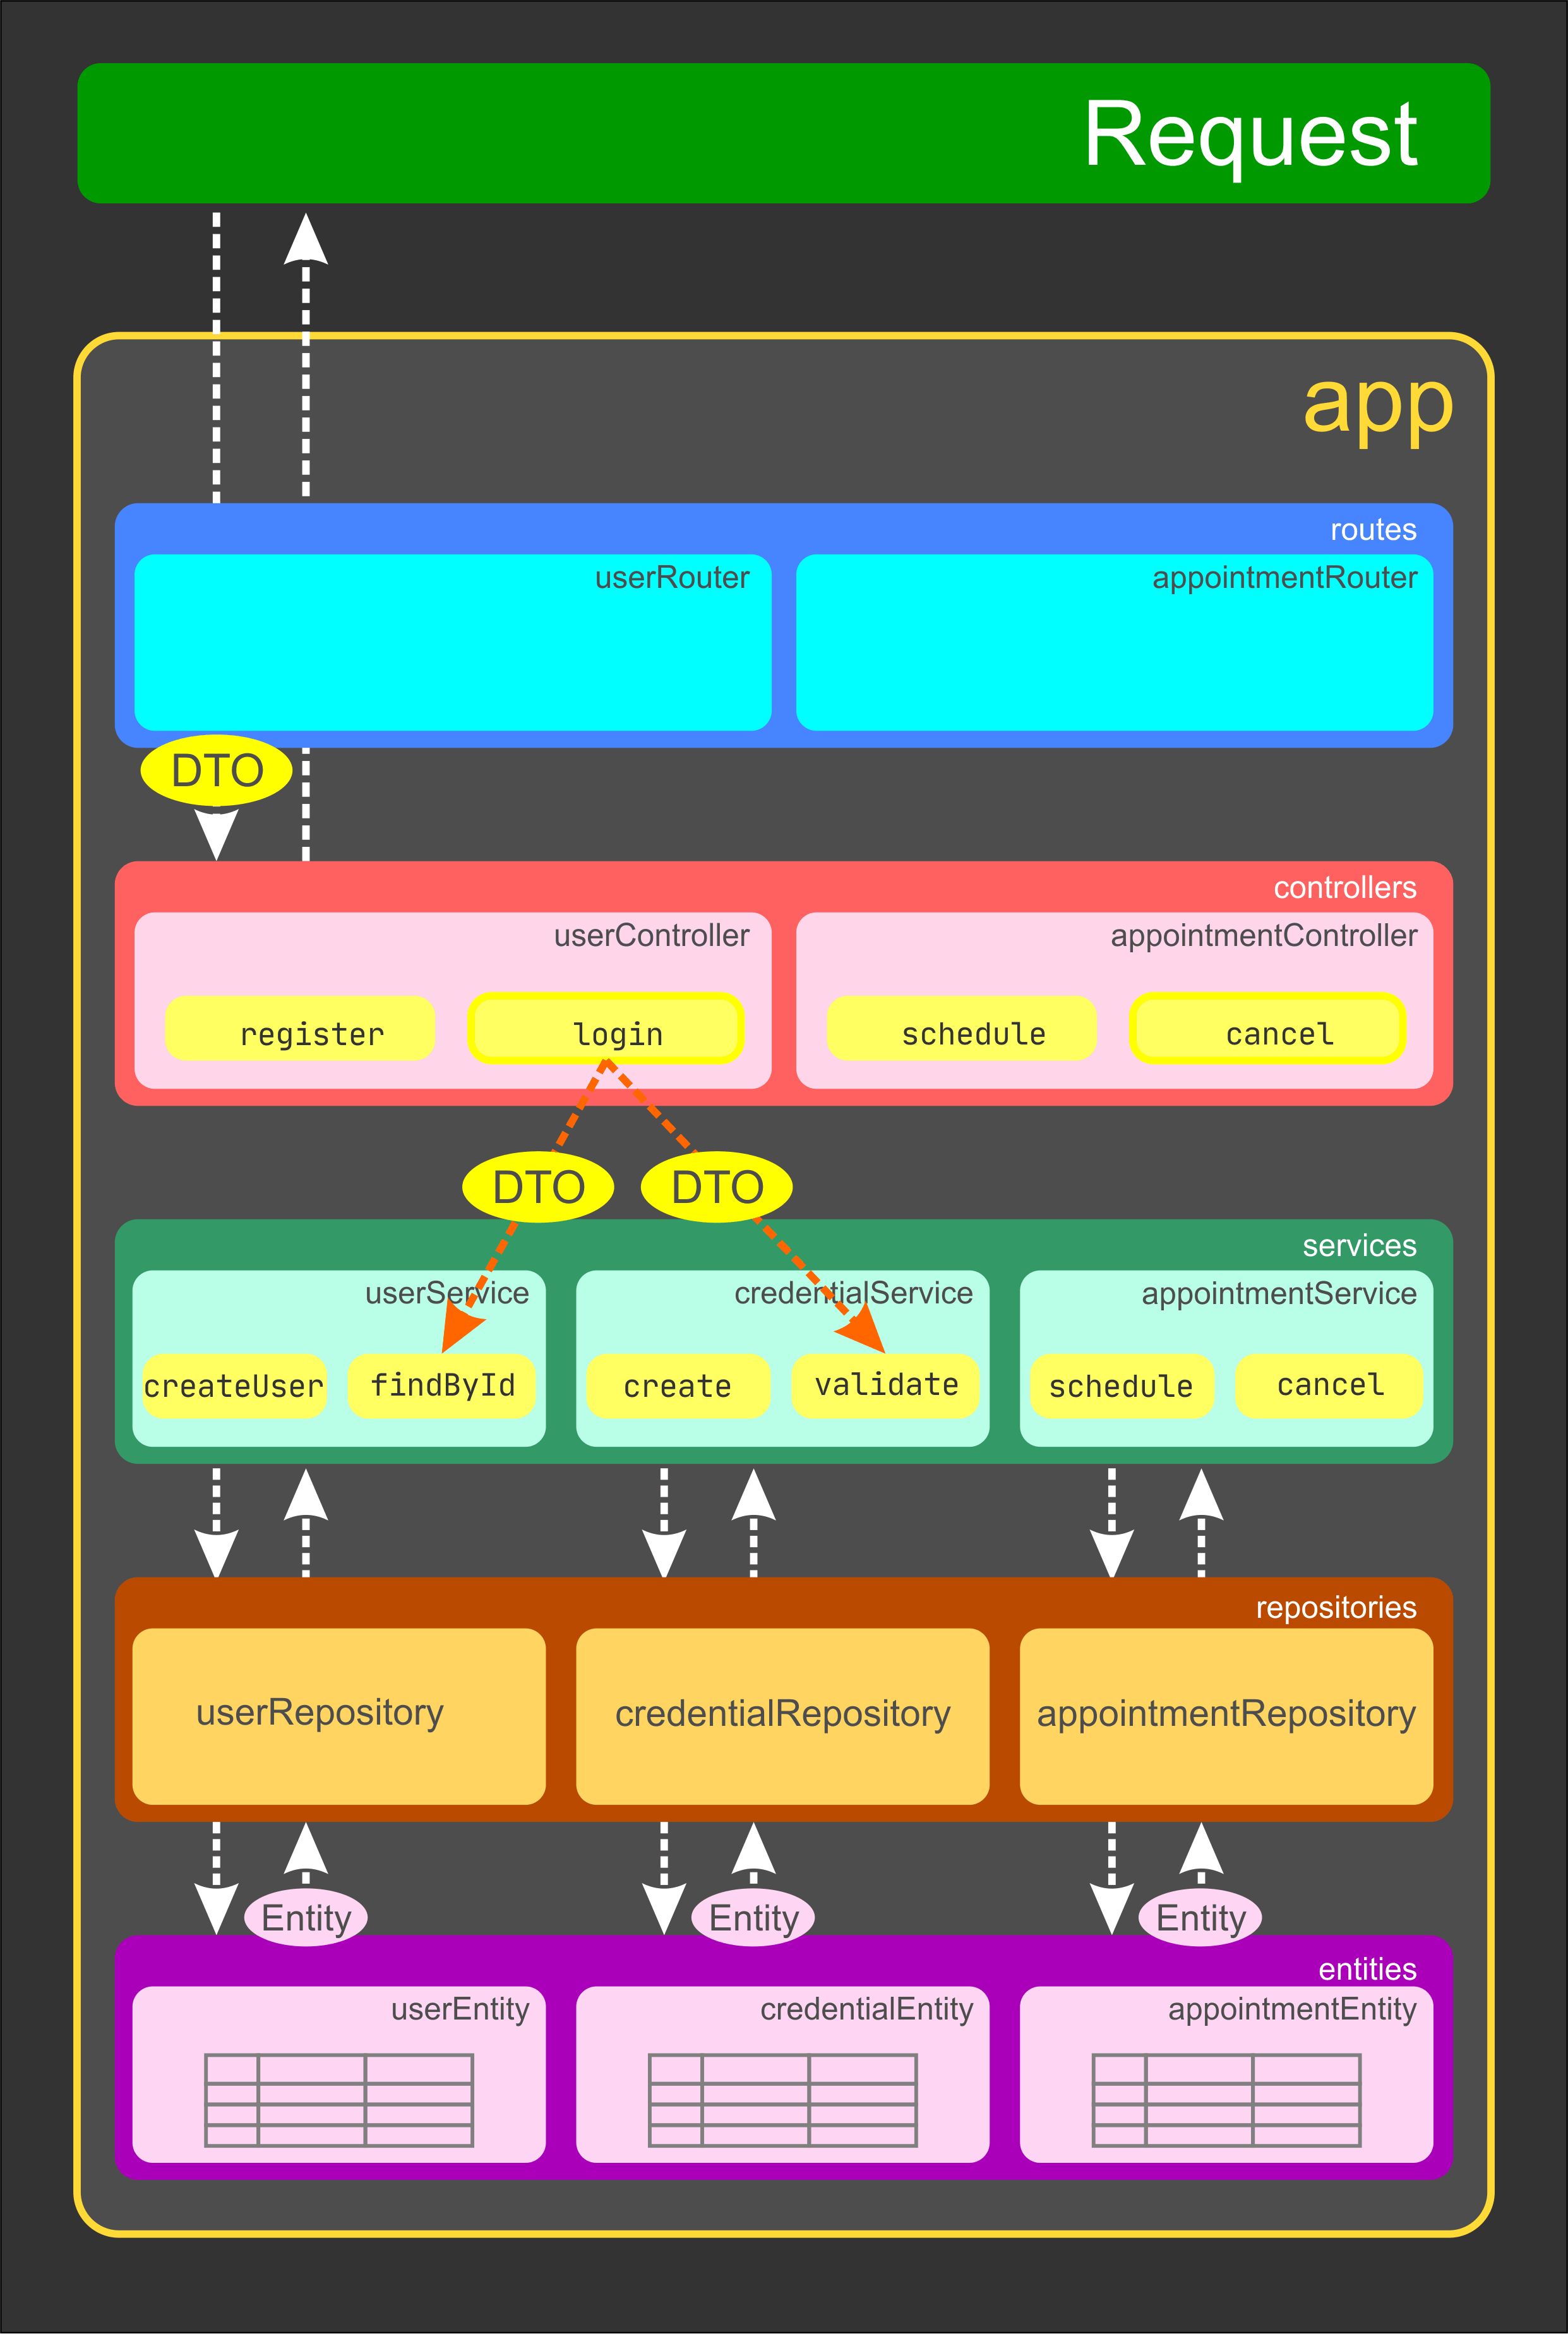 Request
app
routes
userRouter
appointmentRouter
DTO
controllers
userController
appointmentController
register
login
schedule
cancel
DTO
DTO
services
userService
credentialService
appointmentService
createUser
findById
create
validate
schedule
cancel
repositories
userRepository
credentialRepository
appointmentRepository
Entity
Entity
Entity
entities
userEntity
credentialEntity
appointmentEntity